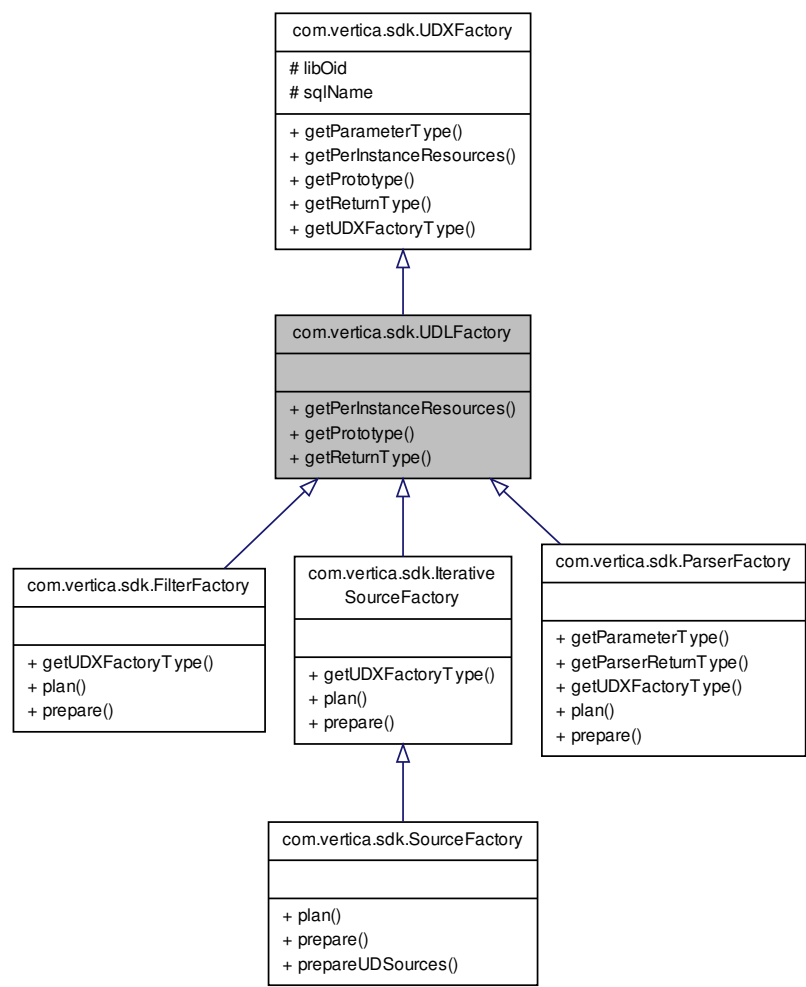 com.vertica.sdk.UDXFactory
# libOid
# sqlName
+ getParameterType()
+ getPerInstanceResources()
+ getPrototype()
+ getReturnType()
+ getUDXFactoryType()
com.vertica.sdk.UDLFactory
+ getPerInstanceResources()
+ getPrototype()
+ getReturnType()
com.vertica.sdk.FilterFactory
+ getUDXFactoryType()
+ plan()
+ prepare()
com.vertica.sdk.Iterative
SourceFactory
+ getUDXFactoryType()
+ plan()
+ prepare()
com.vertica.sdk.ParserFactory
+ getParameterType()
+ getParserReturnType()
+ getUDXFactoryType()
+ plan()
+ prepare()
com.vertica.sdk.SourceFactory
+ plan()
+ prepare()
+ prepareUDSources()